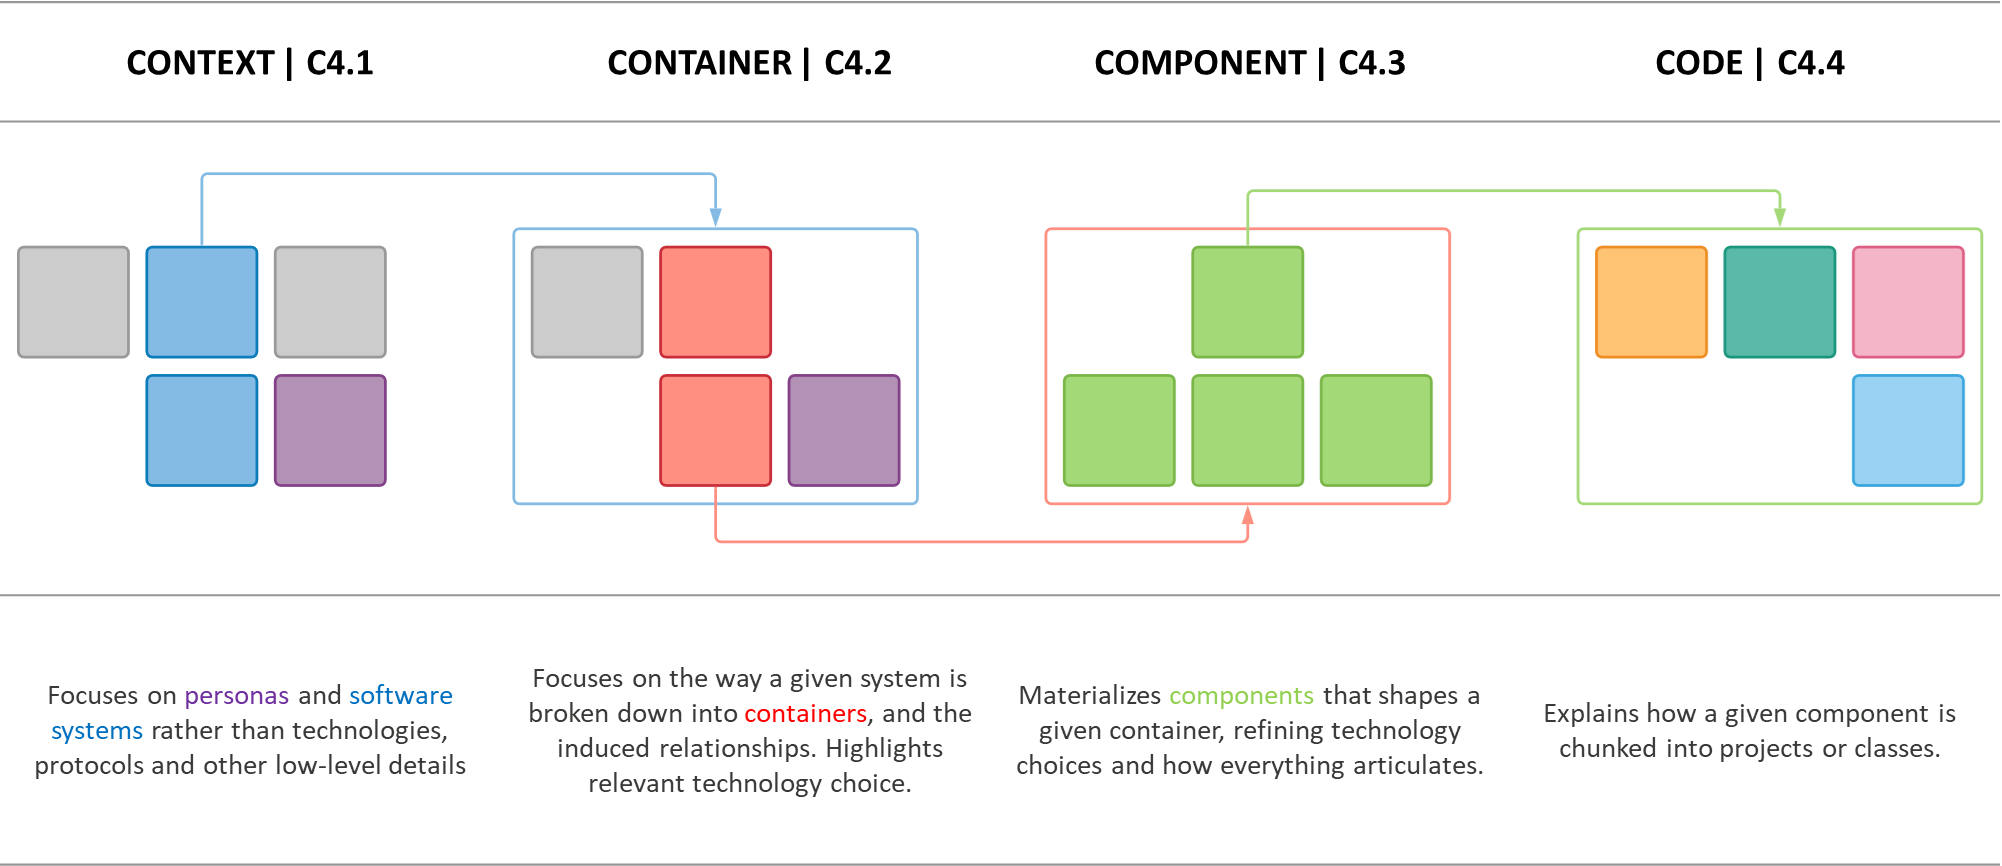 CONTEXT | C4.1
CONTAINER | C4.2
COMPONENT | C4.3
CODE | C4.4
Focuses on personas and software
systems rather than technologies,
protocols and other low-level details
Focuses on the way a given system is
broken down into containers, and the
induced relationships. Highlights
relevant technology choice.
Materializes components that shapes a
given container, refining technology
choices and how everything articulates.
Explains how a given component is
chunked into projects or classes.